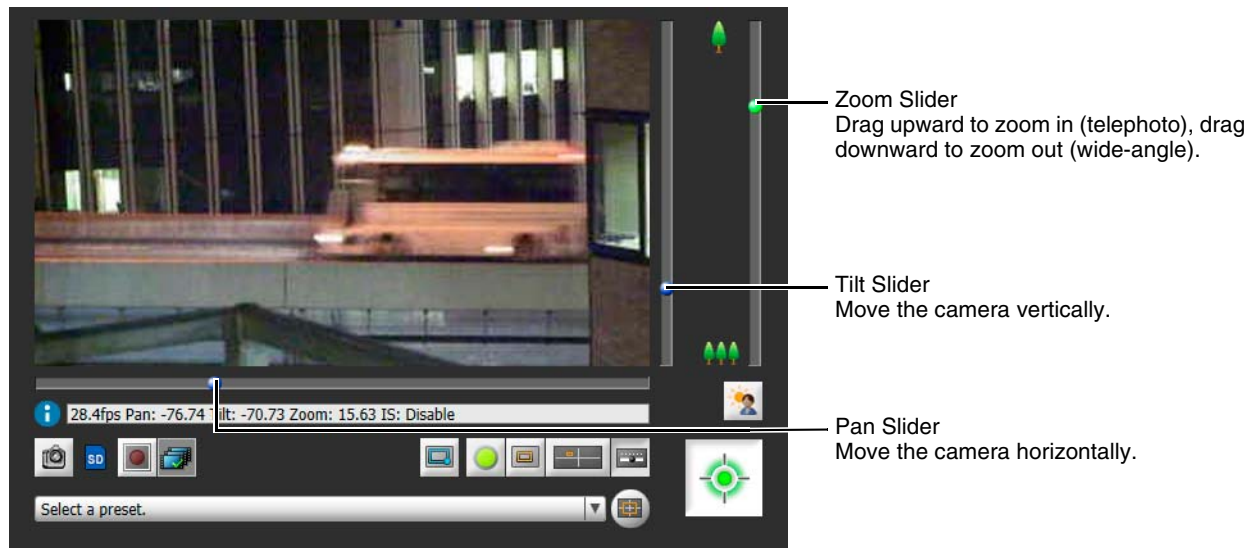 Zoom Slider
Drag upward to zoom in (telephoto), drag
downward to zoom out (wide-angle).
Tilt Slider
Move the camera vertically.
28.4fps Pan: -76.74 Tilt: -70.73 Zoom: 15.63 IS: Disable
Pan Slider
Move the camera horizontally.
SD
Select a preset.